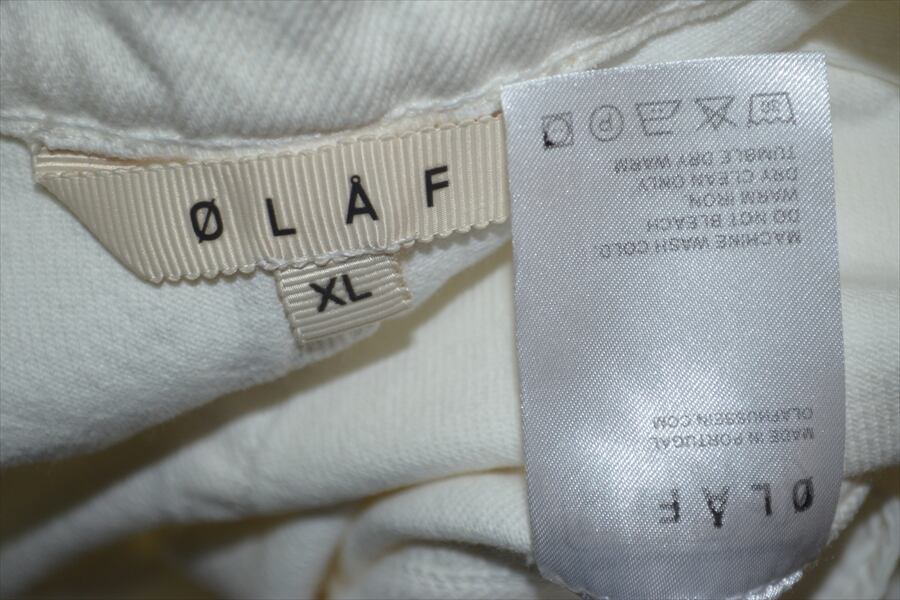 ØLÅF
XL
ØLÅF
MADE IN PORTUGAL
OLAFHUSSEIN.COM
MACHINE WASH COLD.
DO NOT BLEACH
WARM IRON
DRY CLEAN ONLY
TUMBLE DRY WARM
30 P